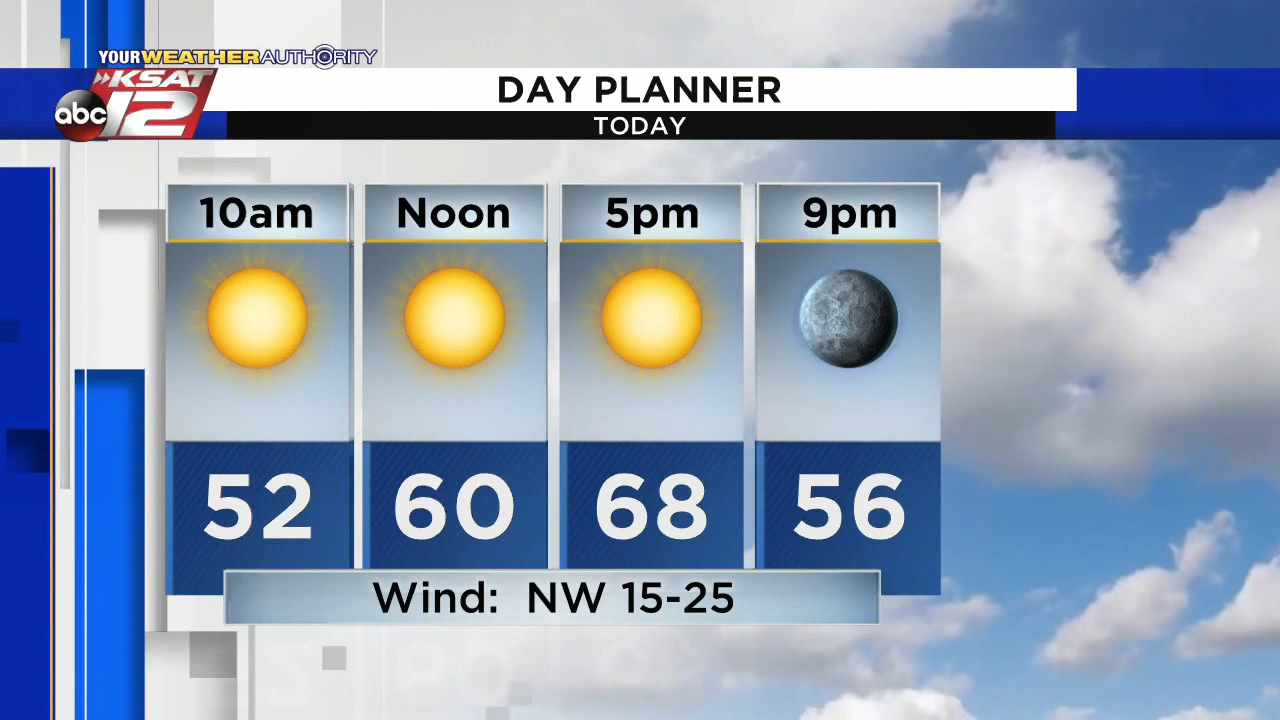 YOURWEATHERAUTHORITY
KSAT
abc 12
DAY PLANNER
TODAY
10am Noon 5pm 9pm
52 60 68 56
Wind: NW 15-25